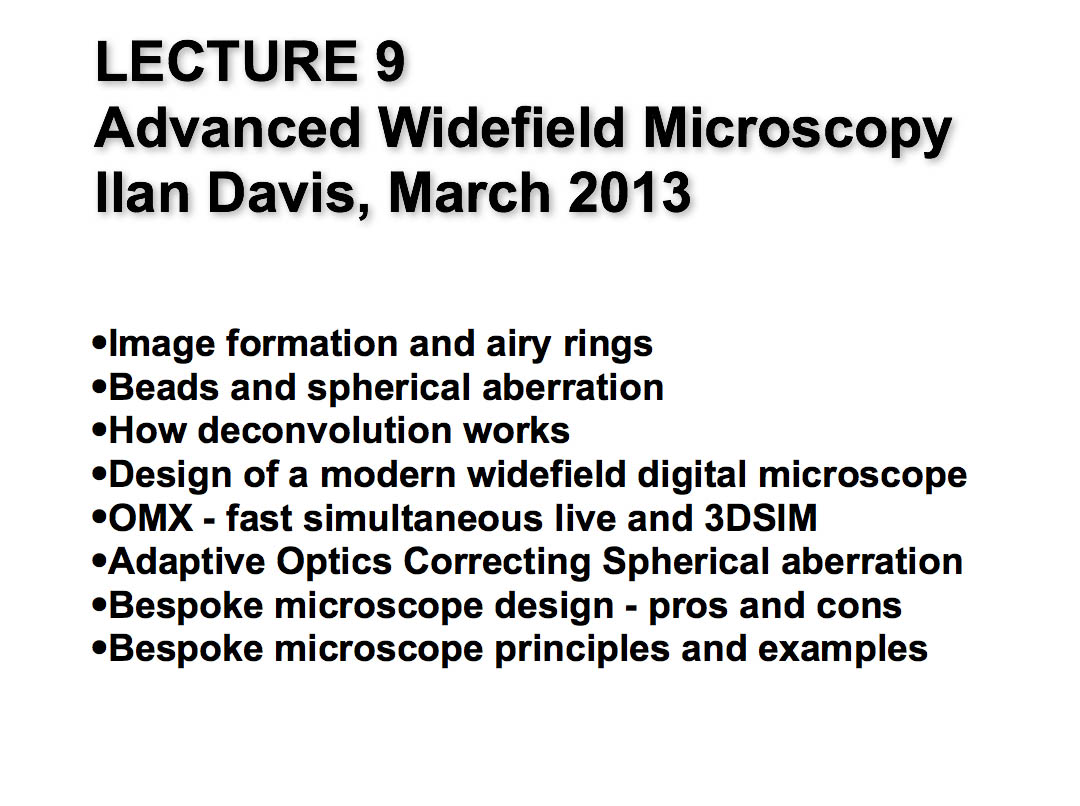 LECTURE 9
Advanced Widefield Microscopy
Ilan Davis, March 2013
•Image formation and airy rings
•Beads and spherical aberration
•How deconvolution works
•Design of a modern widefield digital microscope
•OMX - fast simultaneous live and 3DSIM
•Adaptive Optics Correcting Spherical aberration
•Bespoke microscope design - pros and cons
•Bespoke microscope principles and examples